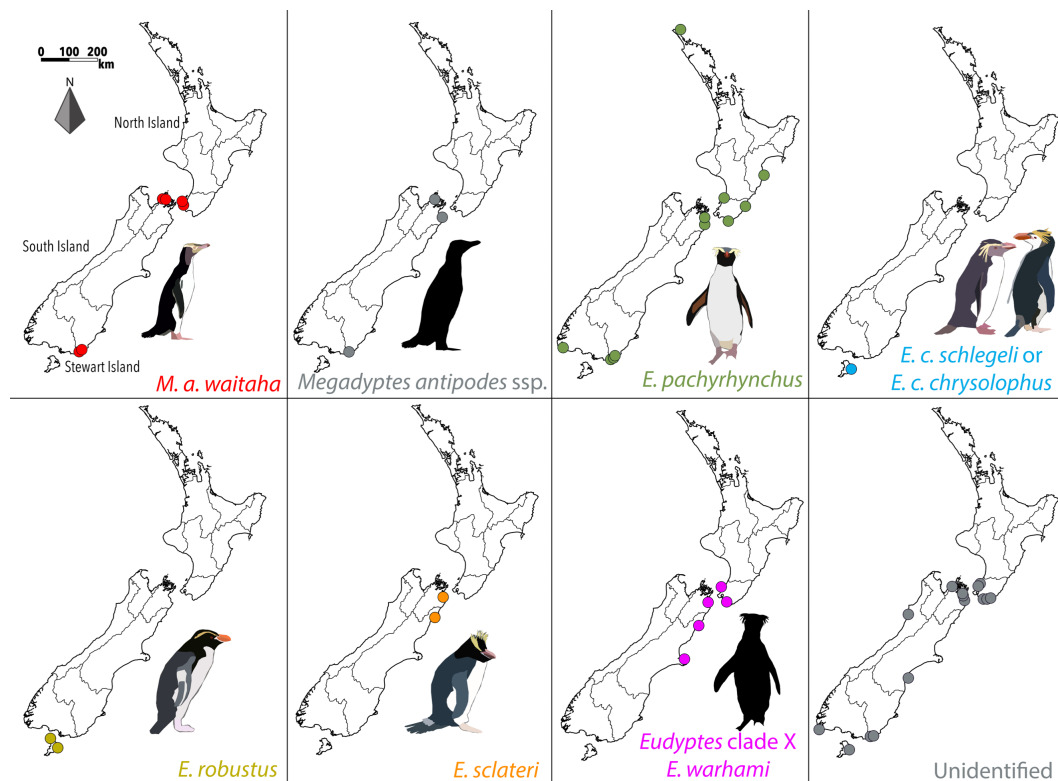 0 100 200
km
N
North Island
South Island
Stewart Island
M. a. waitaha
Megadyptes antipodes ssp.
E. pachyrhynchus
E. c. schlegeli or
E. c. chrysolophus
E. robustus
E. sclateri
Eudyptes clade X
E. warhami
Unidentified